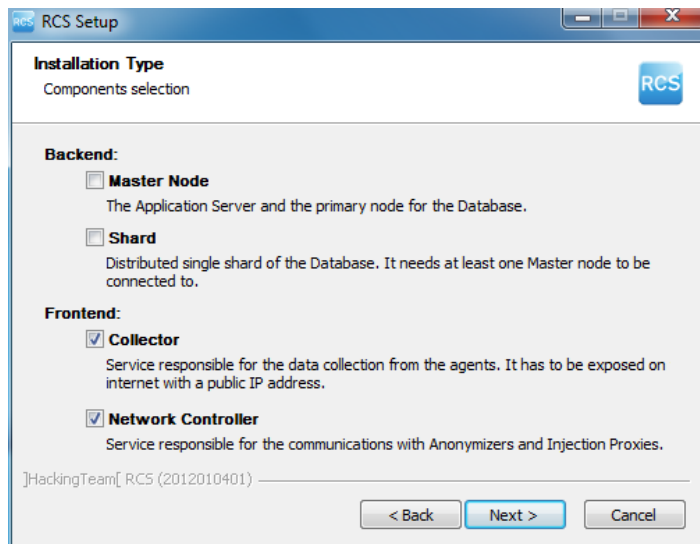 RCS RCS Setup
Installation Type
Components selection
RCS
Backend:
Master Node
The Application Server and the primary node for the Database.
Shard
Distributed single shard of the Database. It needs at least one Master node to be
connected to.
Frontend:
Collector
Service responsible for the data collection from the agents. It has to be exposed on
internet with a public IP address.
Network Controller
Service responsible for the communications with Anonymizers and Injection Proxies.
]HackingTeam[ RCS (2012010401)
< Back Next > Cancel